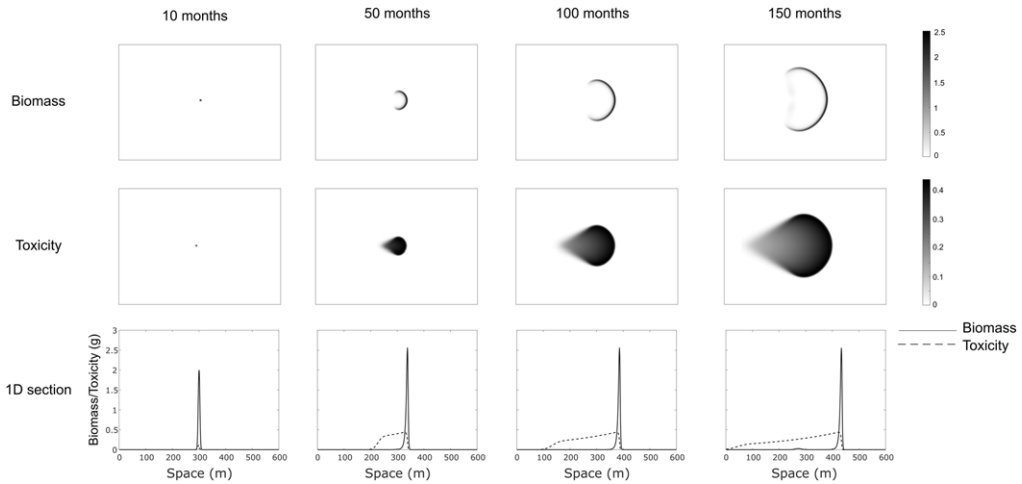 10 months
50 months
100 months
150 months
Biomass
2.5
2
1.5
1
0.5
0
Toxicity
0.4
0.3
0.2
0.1
0
1D section
Biomass/Toxicity (g)
3
2.5
2
1.5
1
0.5
0
0 100 200 300 400 500 600
Space (m)
0 100 200 300 400 500 600
Space (m)
0 100 200 300 400 500 600
Space (m)
0 100 200 300 400 500 600
Space (m)
Biomass
Toxicity